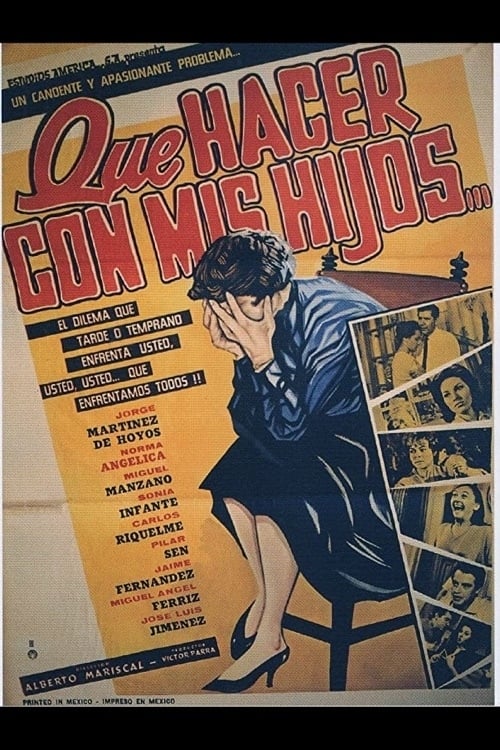 ESTUDIOS AMERICA, S.A. presenta
UN CANDENTE Y APASIONANTE PROBLEMA...
QUE HACER
CON MIS HIJOS...
EL DILEMA QUE
TARDE O TEMPRANO
ENFRENTA USTED,
USTED, USTED... QUE
ENFRENTAMOS TODOS !!
JORGE
MARTINEZ
DE HOYOS
NORMA
ANGELICA
MIGUEL
MANZANO
SONIA
INFANTE
CARLOS
RIQUELME
PILAR
SEN
JAIME
FERNANDEZ
MIGUEL ANGEL
FERRIZ
JOSE LUIS
JIMENEZ
DIRECCION
ALBERTO MARISCAL –
PRODUCTOR
VICTOR PARRA
PRINTED IN MEXICO - IMPRESO EN MEXICO